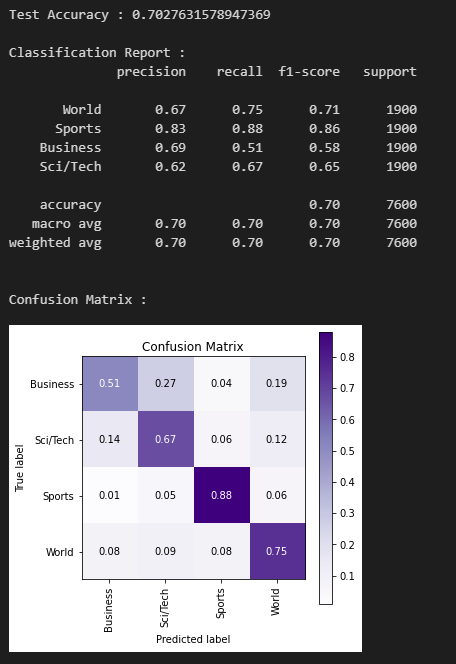 Test Accuracy : 0.7027631578947369
Classification Report :
precision recall f1-score support
World 0.67 0.75 0.71 1900
Sports 0.83 0.88 0.86 1900
Business 0.69 0.51 0.58 1900
Sci/Tech 0.62 0.67 0.65 1900
accuracy 0.70 7600
macro avg 0.70 0.70 0.70 7600
weighted avg 0.70 0.70 0.70 7600
Confusion Matrix :
Confusion Matrix
Business 0.51 0.27 0.04 0.19
Sci/Tech 0.14 0.67 0.06 0.12
Sports 0.01 0.05 0.88 0.06
World 0.08 0.09 0.08 0.75
True label
Business Sci/Tech Sports World
Predicted label
0.8
0.7
0.6
0.5
0.4
0.3
0.2
0.1